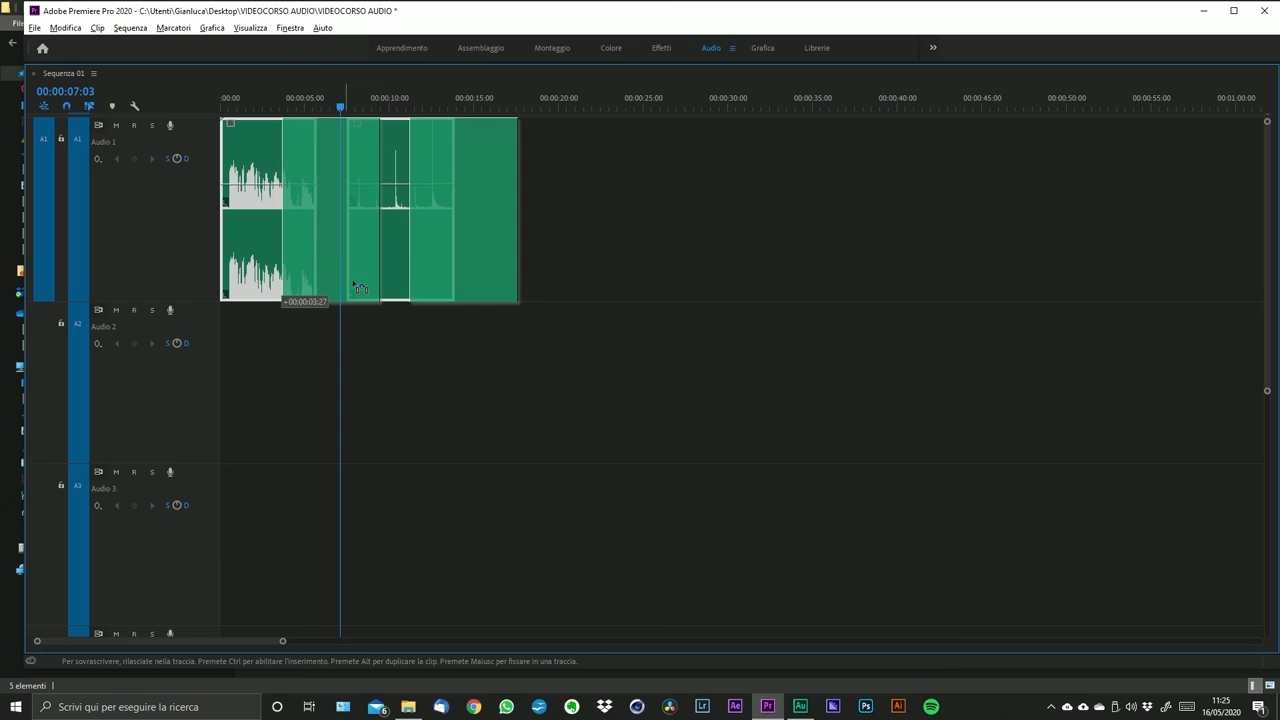 Adobe Premiere Pro 2020 - C:\Utenti\Gianluca\Desktop\VIDEOCORSO AUDIO\VIDEOCORSO AUDIO *
File
File Modifica Clip Sequenza Marcatori Grafica Visualizza Finestra Aiuto
Apprendimento Assemblaggio Montaggio Colore Effetti Audio Grafica Librerie
Sequenza 01
00:00:07:03
:00:00 00:00:05:00 00:00:10:00 00:00:15:00 00:00:20:00 00:00:25:00 00:00:30:00 00:00:35:00 00:00:40:00 00:00:45:00 00:00:50:00 00:00:55:00 00:01:00:00
A1 A1 M R S
Audio 1
S D
+00:00:03:27
A2 M R S
Audio 2
S D
M R S
A3
Audio 3
S D
M R S
Per sovrascrivere, rilasciate nella traccia. Premete Ctrl per abilitare l'inserimento. Premete Alt per duplicare la clip. Premete Maiusc per fissare in una traccia.
5 elementi
Scrivi qui per eseguire la ricerca
6
Lr Ae Pr Au Ps Ai
11:25
16/05/2020
1